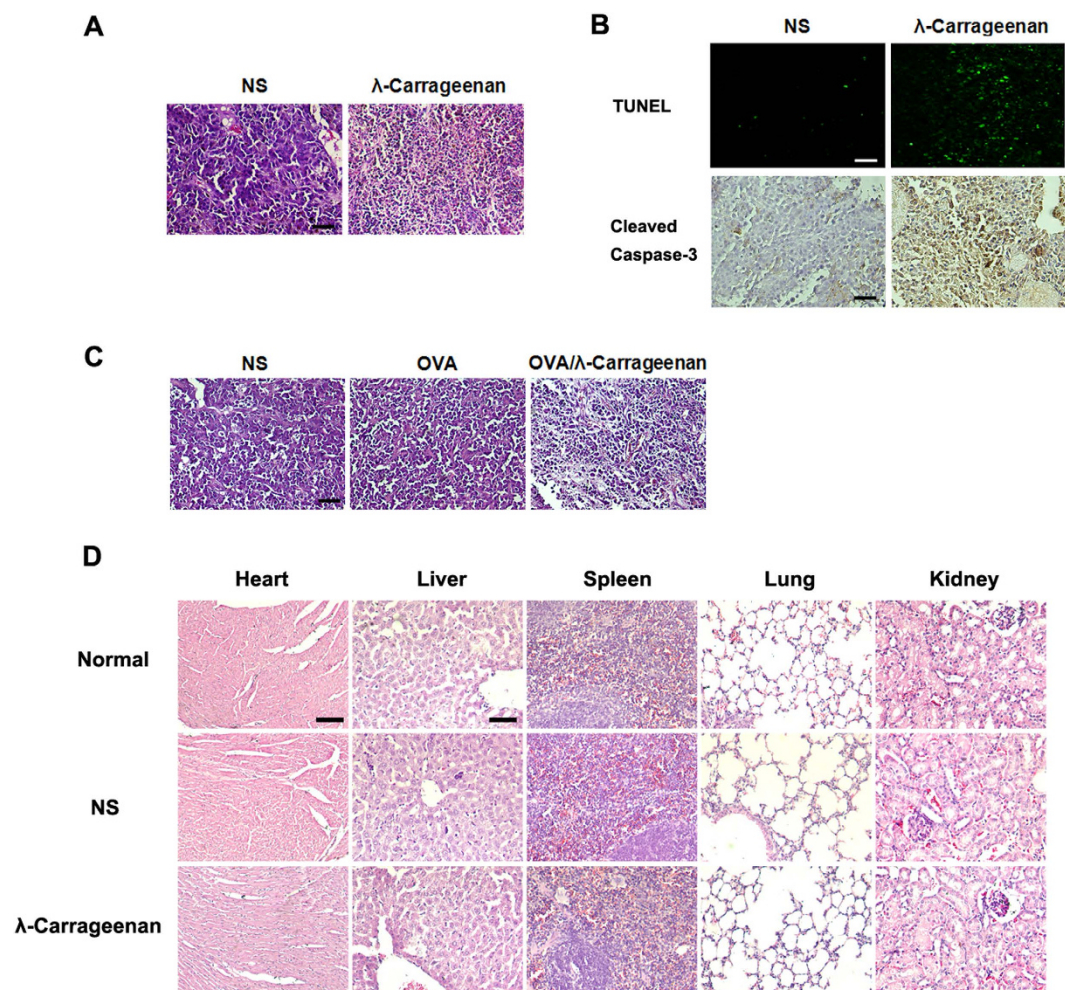 A
NS λ-Carrageenan
B
NS λ-Carrageenan
TUNEL
Cleaved
Caspase-3
C
NS OVA OVA/λ-Carrageenan
D
Heart Liver Spleen Lung Kidney
Normal
NS
λ-Carrageenan